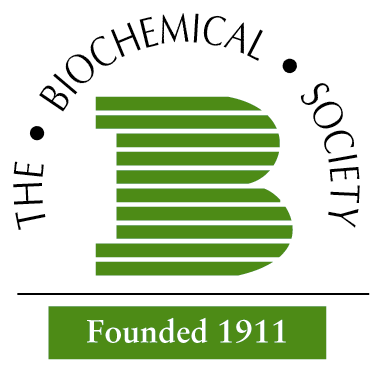 THE • BIOCHEMICAL • SOCIETY
B
Founded 1911